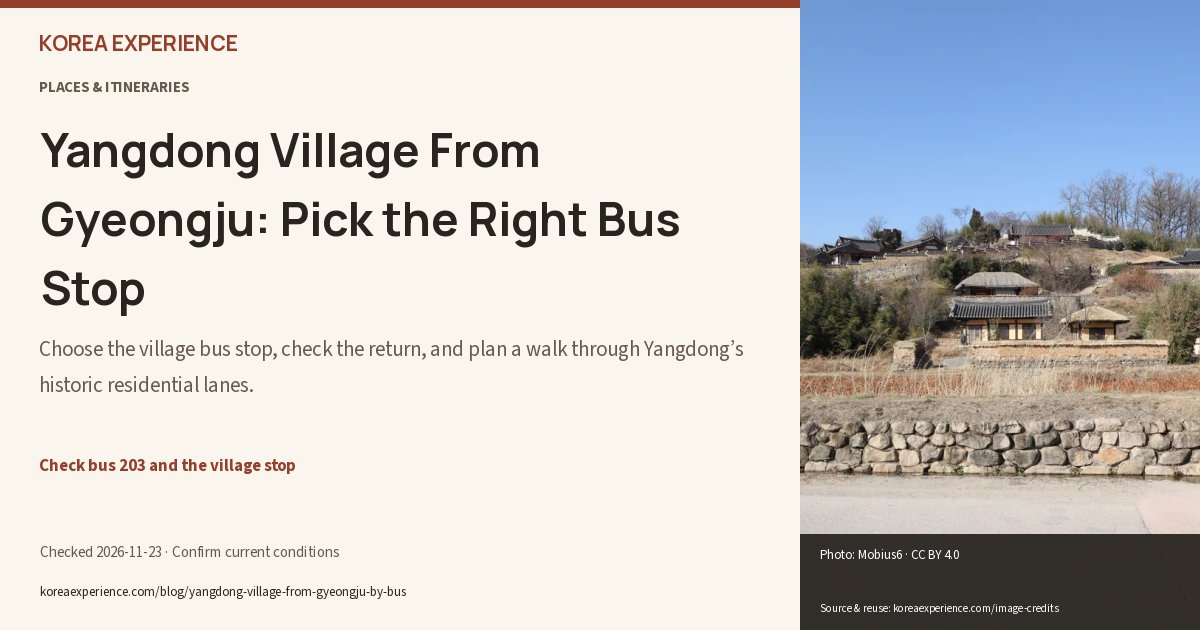 KOREA EXPERIENCE
PLACES & ITINERARIES
Yangdong Village From
Gyeongju: Pick the Right Bus
Stop
Choose the village bus stop, check the return, and plan a walk through Yangdong’s
historic residential lanes.
Check bus 203 and the village stop
Checked 2026-11-23 · Confirm current conditions
koreaexperience.com/blog/yangdong-village-from-gyeongju-by-bus
Photo: Mobius6 · CC BY 4.0
Source & reuse: koreaexperience.com/image-credits